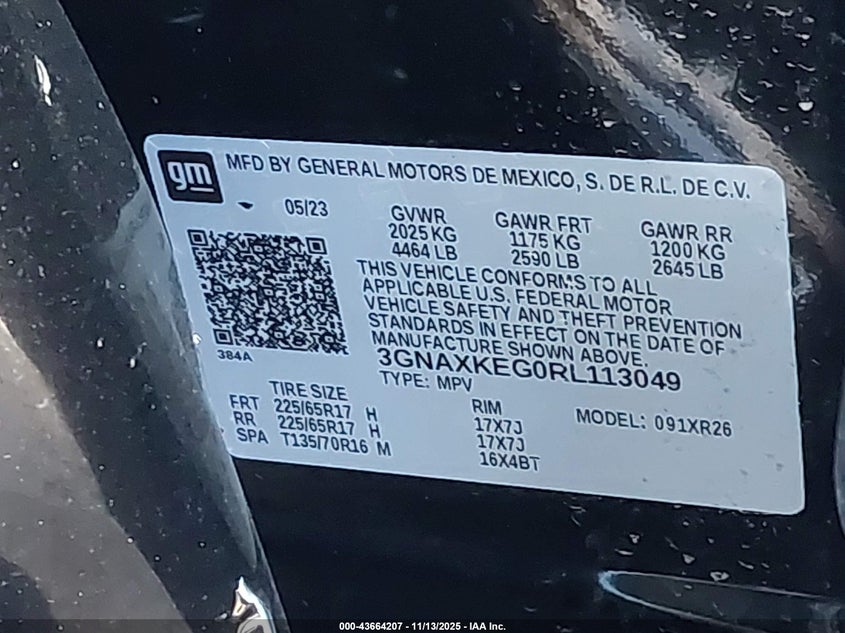 gm
MFD BY GENERAL MOTORS DE MEXICO, S. DE R.L. DE C.V.
05/23
GVWR GAWR FRT GAWR RR
2025 KG 1175 KG 1200 KG
4464 LB 2590 LB 2645 LB
THIS VEHICLE CONFORMS TO ALL
APPLICABLE U.S. FEDERAL MOTOR
VEHICLE SAFETY AND THEFT PREVENTION
STANDARDS IN EFFECT ON THE DATE OF
MANUFACTURE SHOWN ABOVE.
384A
3GNAXKEG0RL113049
TYPE: MPV
TIRE SIZE RIM MODEL: 091XR26
FRT 225/65R17 H 17X7J
RR 225/65R17 H 17X7J
SPA T135/70R16 M 16X4BT
000-43664207 - 11/13/2025 - IAA Inc.